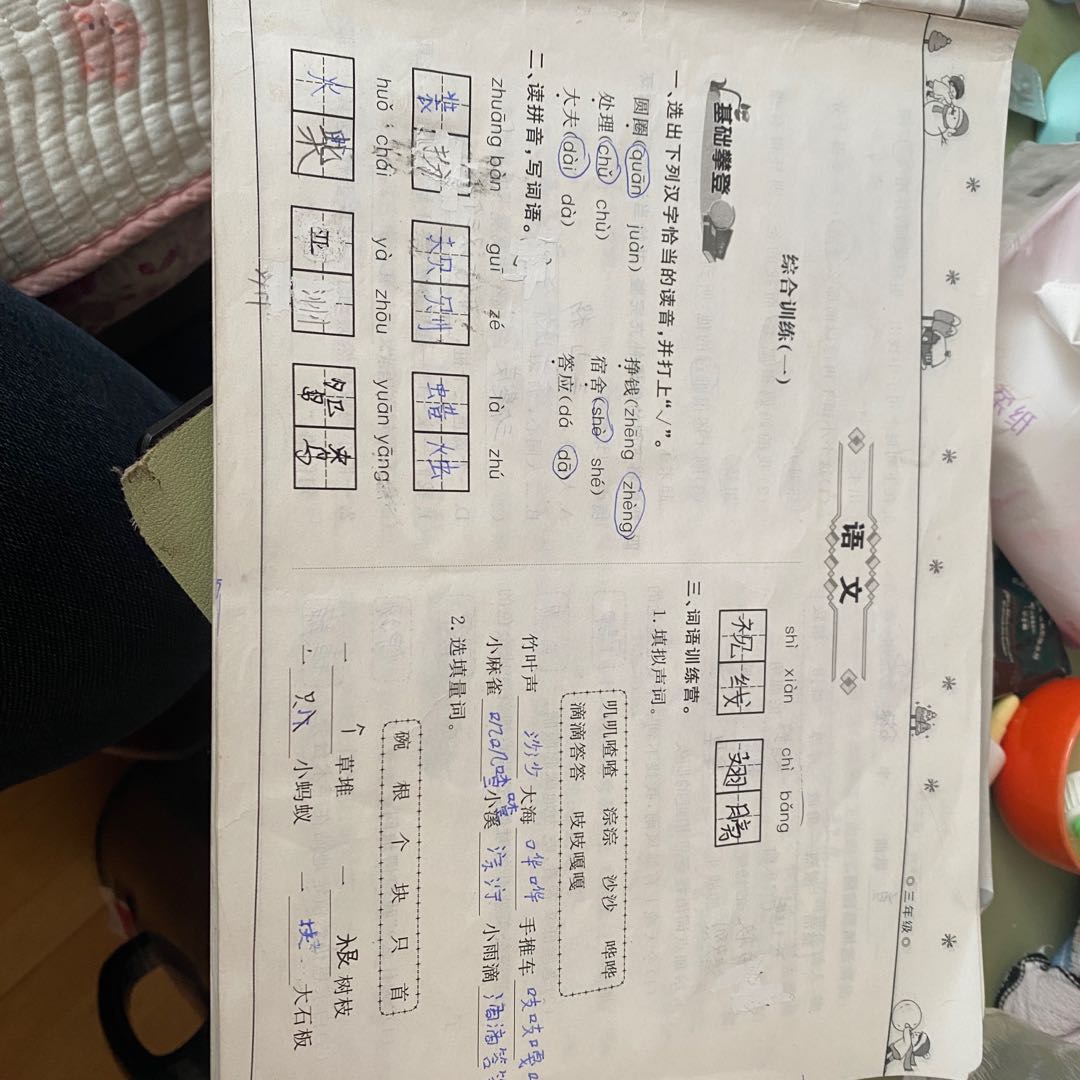 语文
◎三年级◎
综合训练(一)
基础攀登
一、选出下列汉字恰当的读音,并打上“√”。
圆圈(quān juàn) 挣钱(zhēng zhèng)
处理(chǔ chù) 宿舍(shè shé)
大夫(dài dà) 答应(dá dā)
二、读拼音,写词语。
zhuāng bàn guī zé là zhú
装扮 规则 蜡烛
huǒ chái yà zhōu yuān yāng
火柴 亚洲 鸳鸯
shì xiàn chì bǎng
视线 翅膀
三、词语训练营。
1. 填拟声词。
叽叽喳喳 淙淙 沙沙 哗哗
滴滴答答 吱吱嘎嘎
竹叶声 沙沙 大海 哗哗 手推车 吱吱嘎
小麻雀 叽叽喳喳 小溪 淙淙 小雨滴 滴滴答
2. 选填量词。
碗 根 个 块 只 首
一 个 草堆 一 根 树枝
一 只 小蚂蚁 一 块 大石板